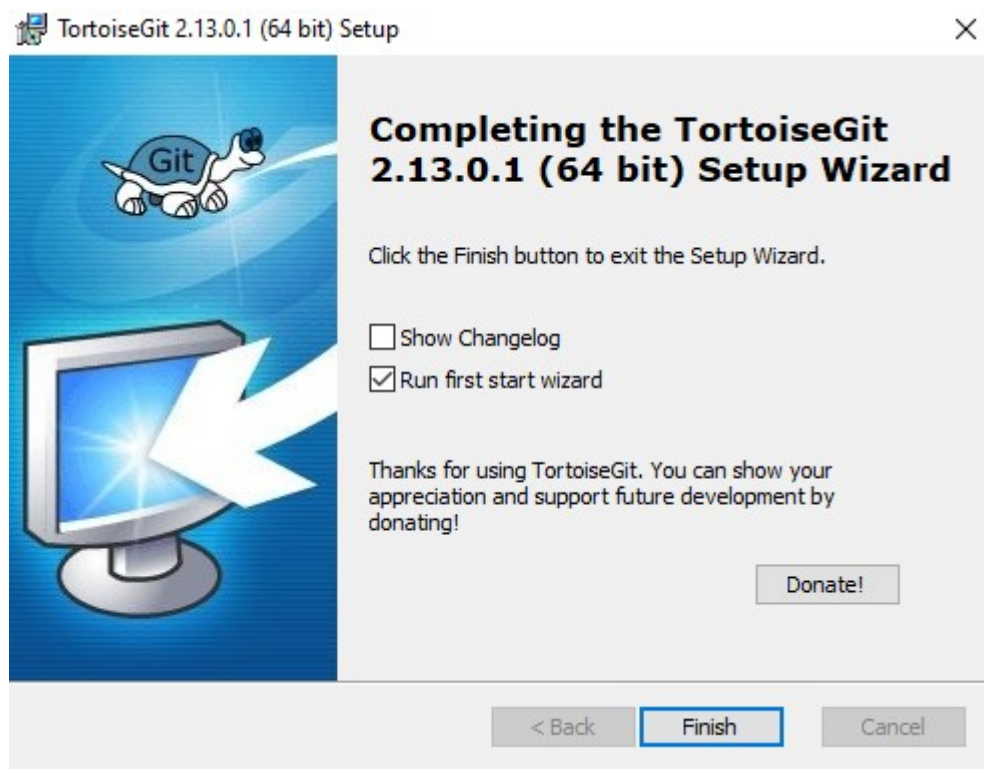 TortoiseGit 2.13.0.1 (64 bit) Setup
Git
Completing the TortoiseGit
2.13.0.1 (64 bit) Setup Wizard
Click the Finish button to exit the Setup Wizard.
Show Changelog
Run first start wizard
Thanks for using TortoiseGit. You can show your
appreciation and support future development by
donating!
Donate!
< Back
Finish
Cancel